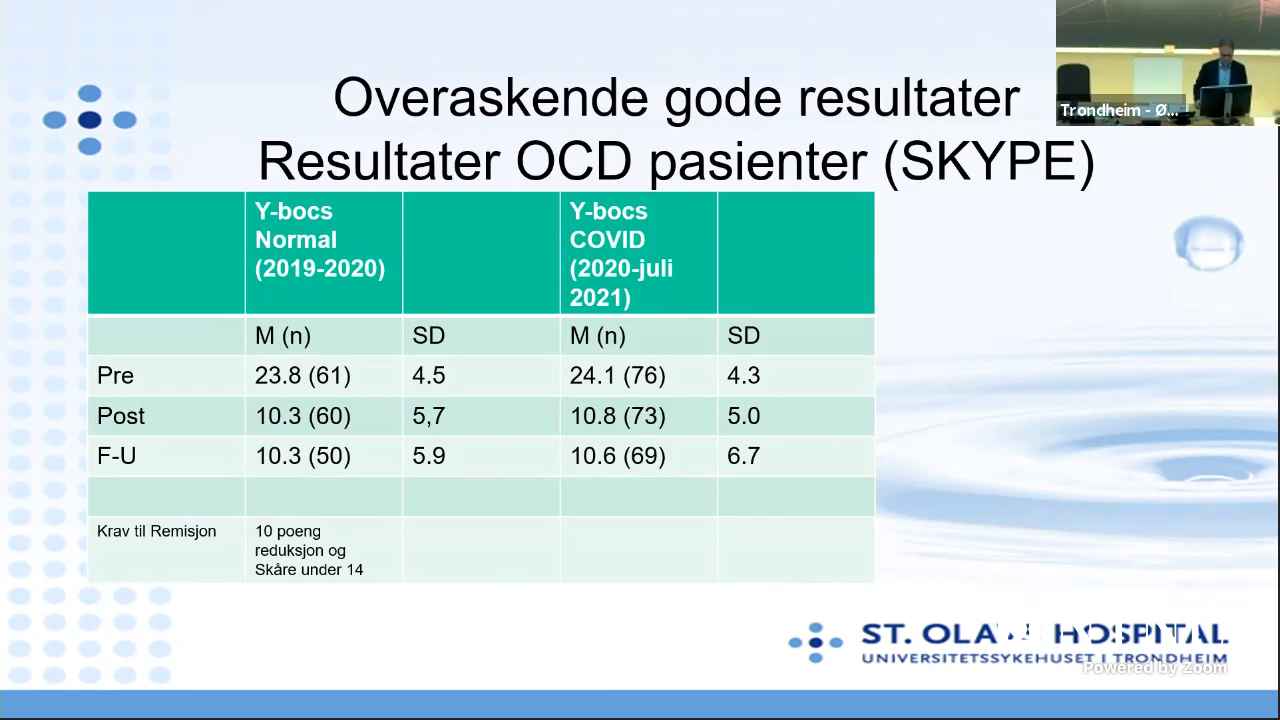 Overaskende gode resultater
Resultater OCD pasienter (SKYPE)
Trondheim - Ø...
Y-bocs
Normal
(2019-2020)
Y-bocs
COVID
(2020-juli
2021)
M (n) SD M (n) SD
Pre 23.8 (61) 4.5 24.1 (76) 4.3
Post 10.3 (60) 5,7 10.8 (73) 5.0
F-U 10.3 (50) 5.9 10.6 (69) 6.7
Krav til Remisjon
10 poeng
reduksjon og
Skåre under 14
ST. OLAVS HOSPITAL
UNIVERSITETSSYKEHUSET I TRONDHEIM
Powered by Zoom